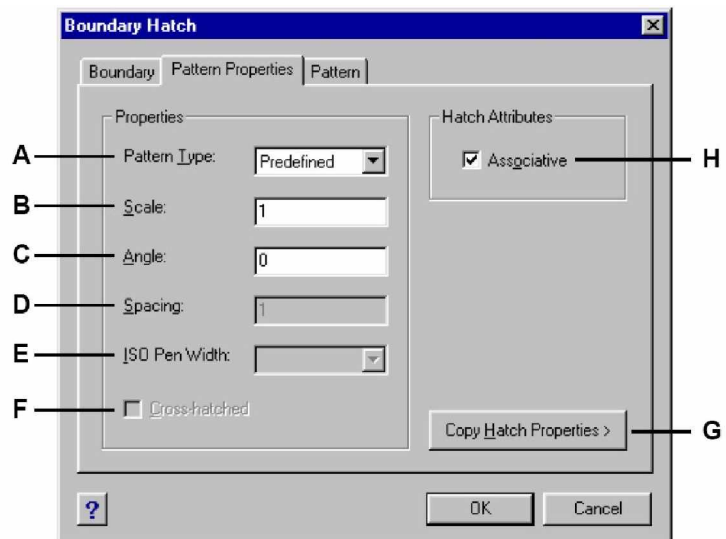 Boundary Hatch
Boundary Pattern Properties Pattern
Properties
Hatch Attributes
A Pattern Type: Predefined
Associative H
B Scale: 1
C Angle: 0
D Spacing: 1
E ISO Pen Width:
F Cross-hatched
Copy Hatch Properties > G
? OK Cancel